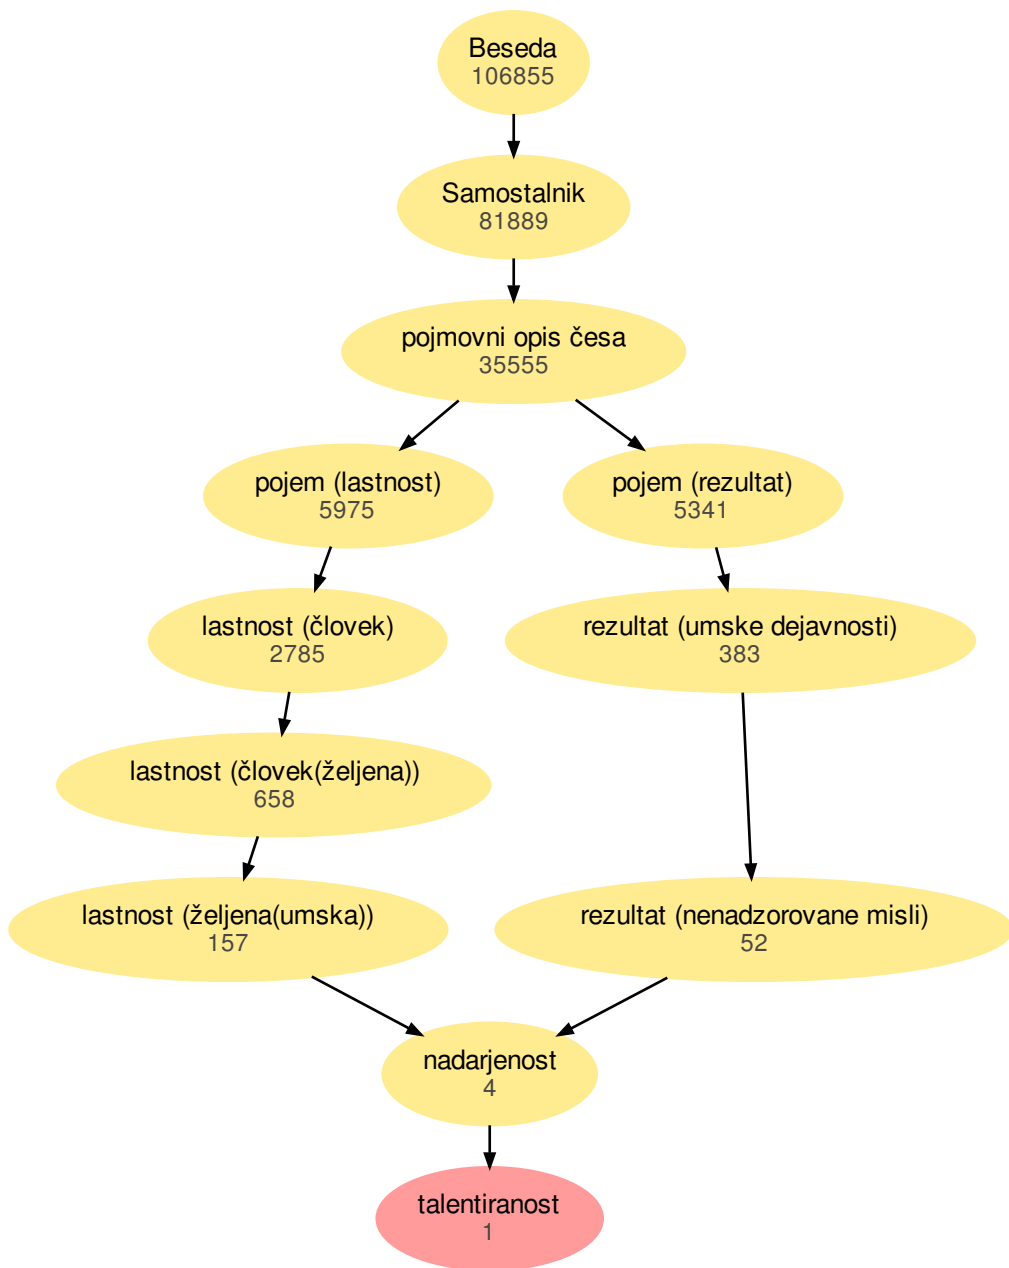 Beseda
106855
Samostalnik
81889
pojmovni opis česa
35555
pojem (lastnost)
5975
pojem (rezultat)
5341
lastnost (človek)
2785
rezultat (umske dejavnosti)
383
lastnost (človek(željena))
658
lastnost (željena(umska))
157
rezultat (nenadzorovane misli)
52
nadarjenost
4
talentiranost
1